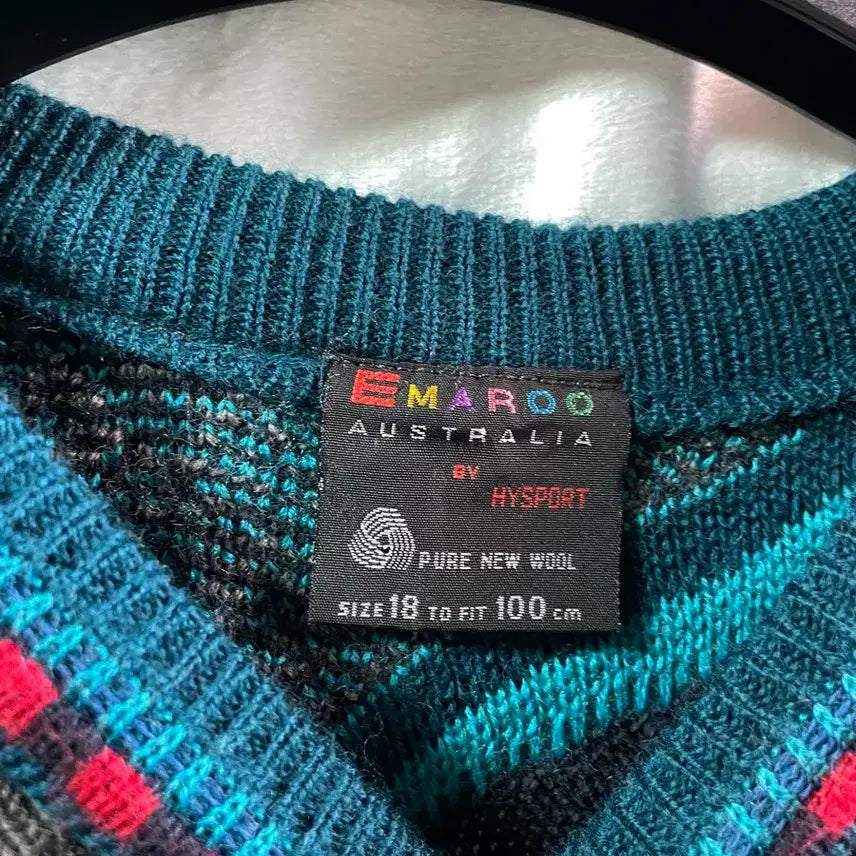 EMAROO
AUSTRALIA
BY
HYSPORT
PURE NEW WOOL
SIZE 18 TO FIT 100 cm